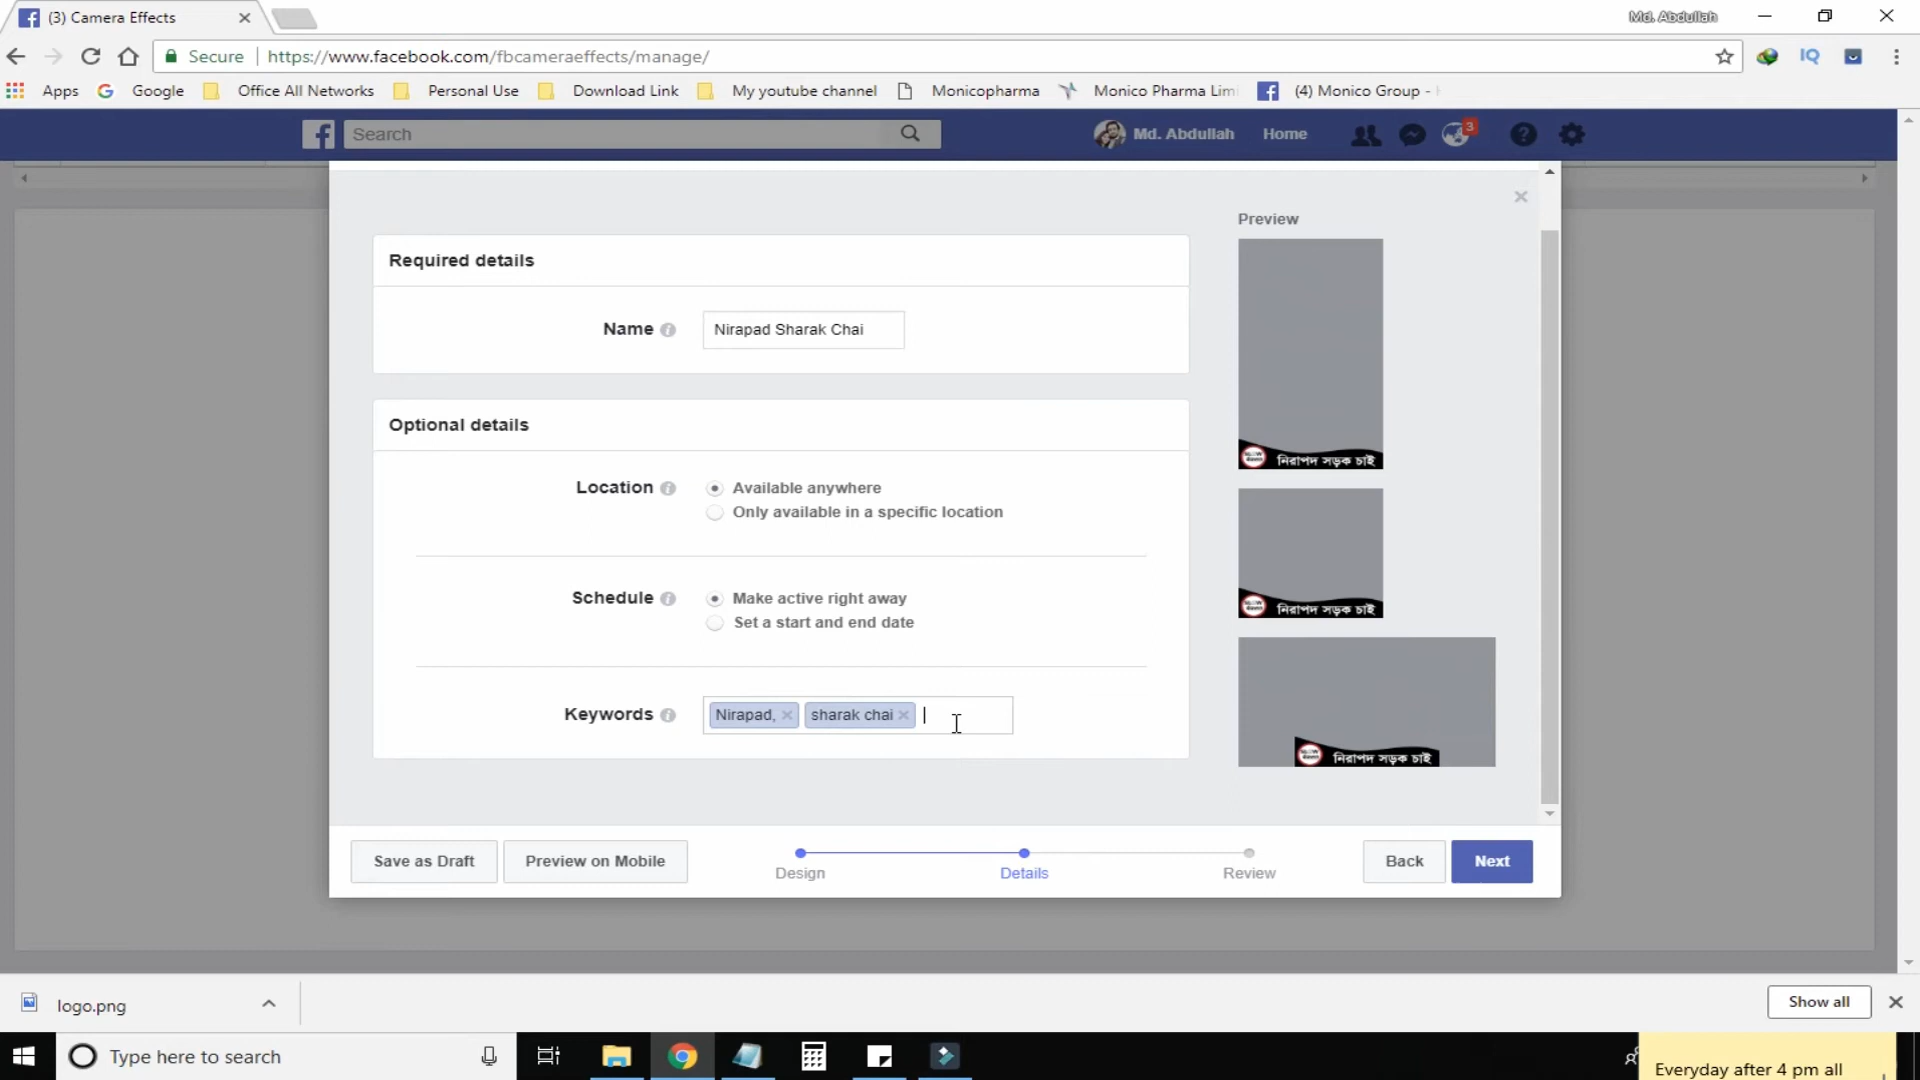 (3) Camera Effects
Md. Abdullah
Secure
https://www.facebook.com/fbcameraeffects/manage/
Apps
Google
Office All Networks
Personal Use
Download Link
My youtube channel
Monicopharma
Monico Pharma Lim
(4) Monico Group -
Search
Md. Abdullah
Home
3
Preview
Required details
Name
Nirapad Sharak Chai
Optional details
Location
Available anywhere
Only available in a specific location
Schedule
Make active right away
Set a start and end date
Keywords
Nirapad,
sharak chai
নিরাপদ সড়ক চাই
নিরাপদ সড়ক চাই
নিরাপদ সড়ক চাই
Save as Draft
Preview on Mobile
Design
Details
Review
Back
Next
logo.png
Show all
Type here to search
Everyday after 4 pm all